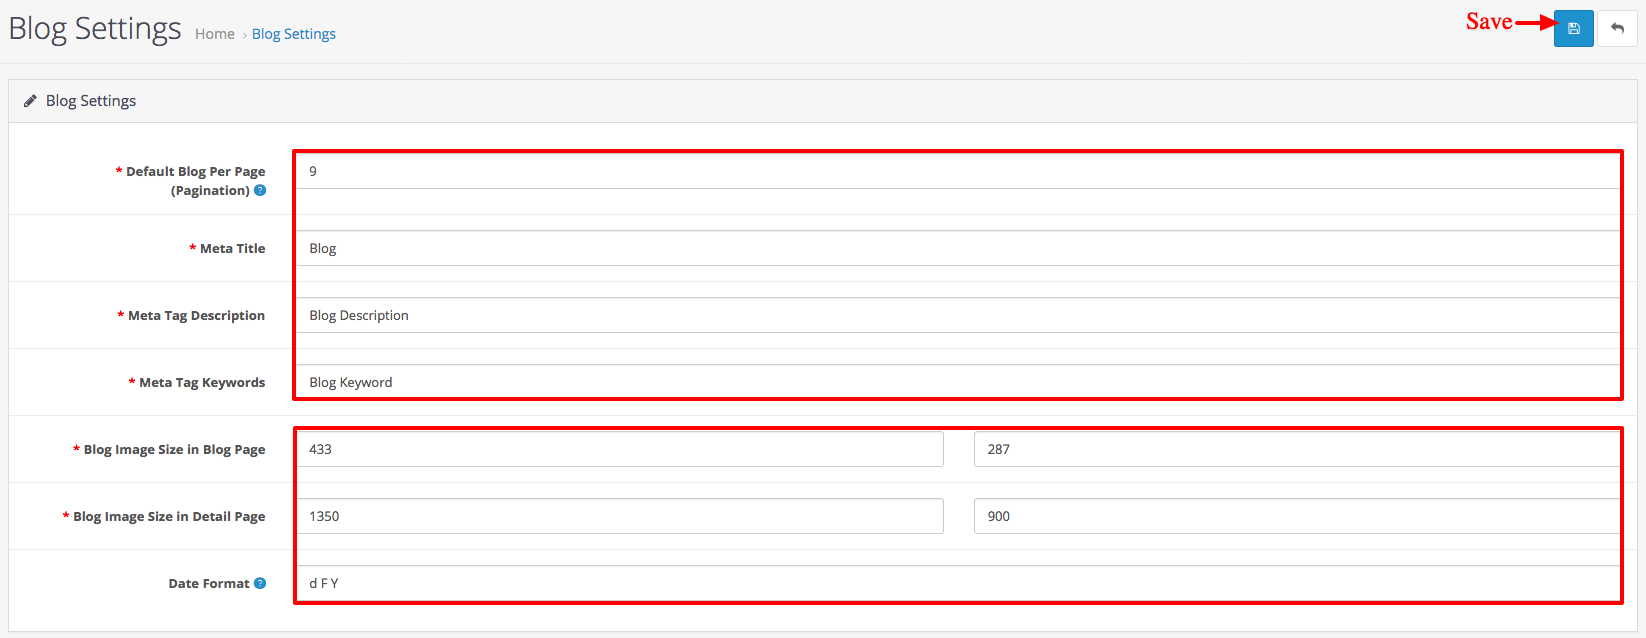 Blog Settings Home › Blog Settings
Save
Blog Settings
* Default Blog Per Page
(Pagination) ?
9
* Meta Title
Blog
* Meta Tag Description
Blog Description
* Meta Tag Keywords
Blog Keyword
* Blog Image Size in Blog Page
433
287
* Blog Image Size in Detail Page
1350
900
Date Format ?
d F Y